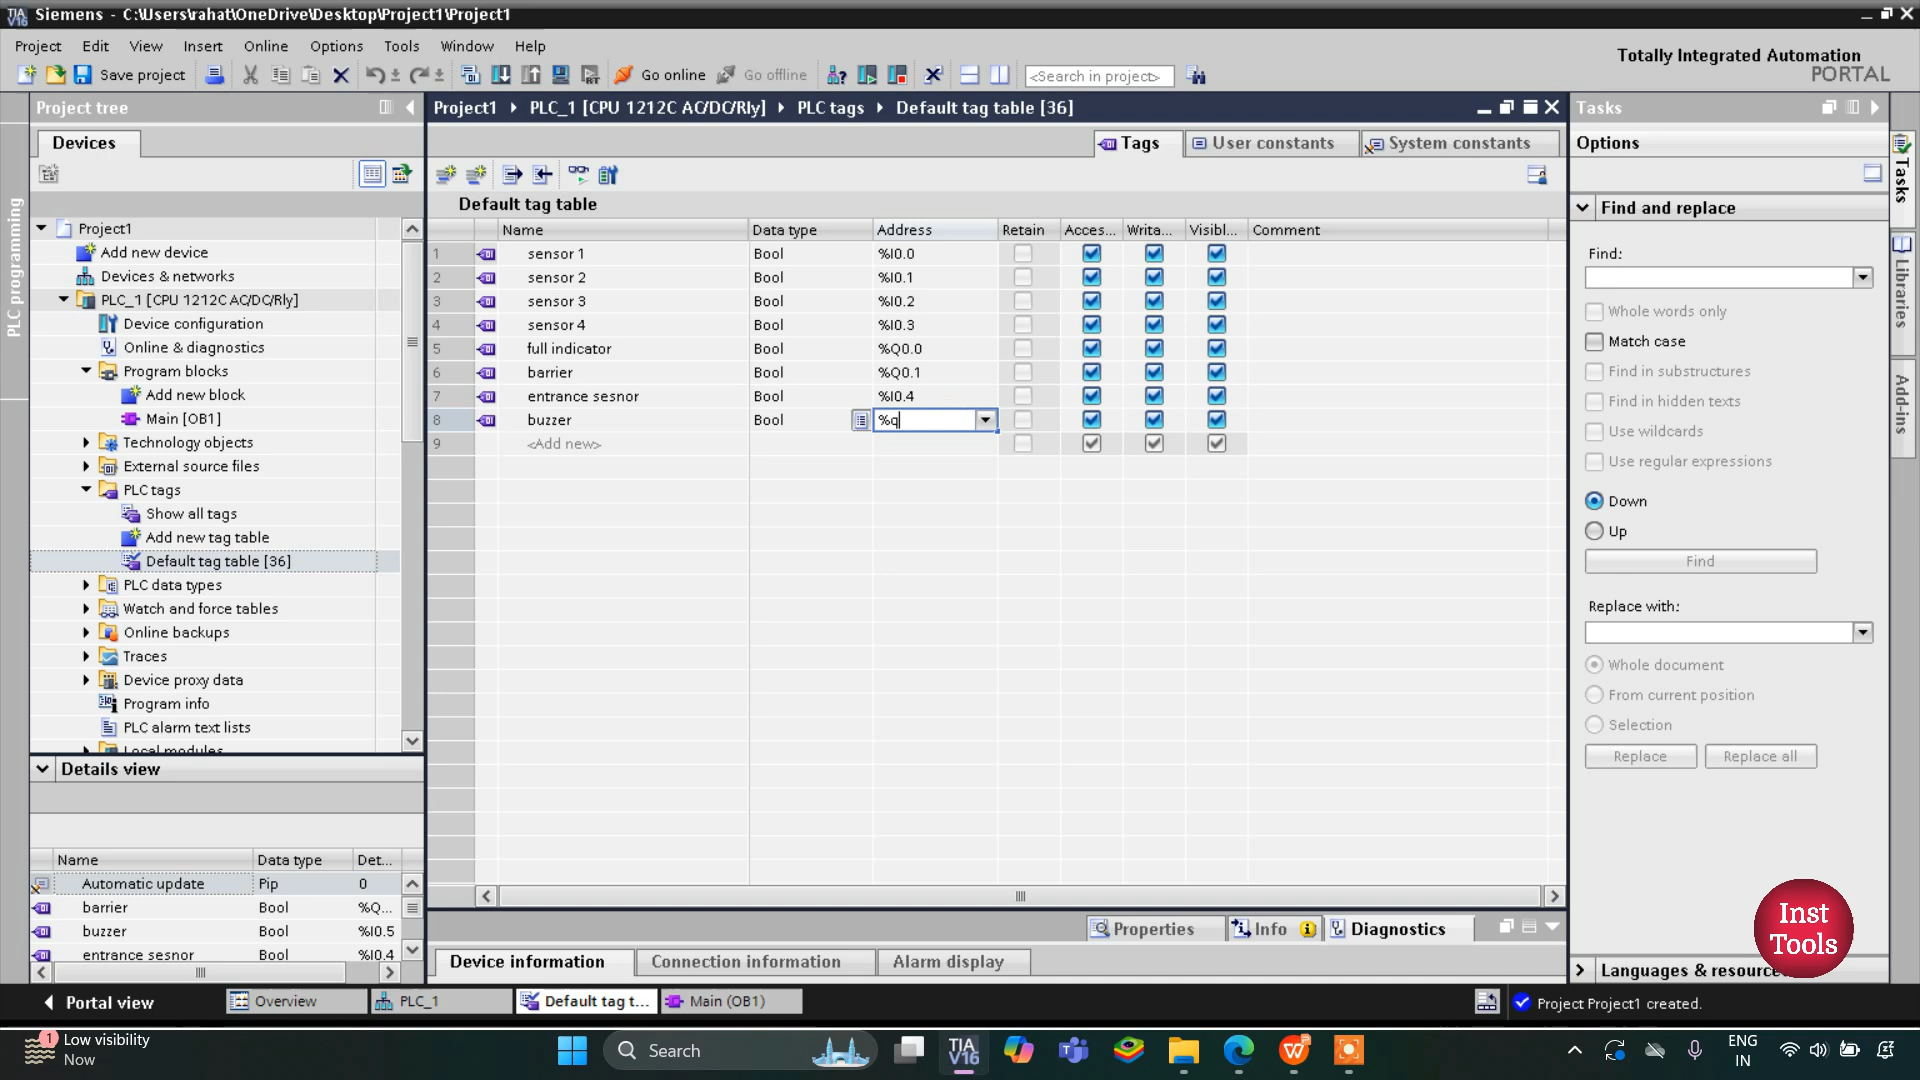 TIA V16 Siemens - C:\Users\rahat\OneDrive\Desktop\Project1\Project1
Project Edit View Insert Online Options Tools Window Help
Totally Integrated Automation
PORTAL
Save project Go online Go offline <Search in project>
Project tree
Project1 PLC_1 [CPU 1212C AC/DC/Rly] PLC tags Default tag table [36]
Tasks
Devices
Tags User constants System constants
Options
Default tag table
Find and replace
Name Data type Address Retain Acces... Writa... Visibl... Comment
1 sensor 1 Bool %I0.0
2 sensor 2 Bool %I0.1
3 sensor 3 Bool %I0.2
4 sensor 4 Bool %I0.3
5 full indicator Bool %Q0.0
6 barrier Bool %Q0.1
7 entrance sesnor Bool %I0.4
8 buzzer Bool %q
9 <Add new>
PLC programming
Project1
Add new device
Devices & networks
PLC_1 [CPU 1212C AC/DC/Rly]
Device configuration
Online & diagnostics
Program blocks
Add new block
Main [OB1]
Technology objects
External source files
PLC tags
Show all tags
Add new tag table
Default tag table [36]
PLC data types
Watch and force tables
Online backups
Traces
Device proxy data
Program info
PLC alarm text lists
Local modules
Find:
Whole words only
Match case
Find in substructures
Find in hidden texts
Use wildcards
Use regular expressions
Down
Up
Find
Replace with:
Whole document
From current position
Selection
Replace Replace all
Tasks
Libraries
Add-ins
Details view
Name Data type Det...
Automatic update Pip 0
barrier Bool %Q...
buzzer Bool %I0.5
entrance sesnor Bool %I0.4
Properties Info Diagnostics
Device information Connection information Alarm display
Languages & resource
Inst
Tools
Portal view Overview PLC_1 Default tag t... Main (OB1) Project Project1 created.
1 Low visibility
Now
Search
TIA
V16
ENG
IN